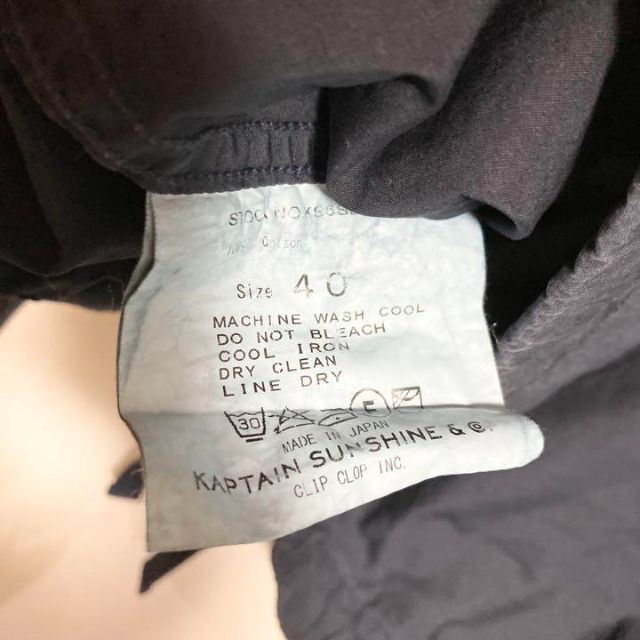 Cotton
Size 40
MACHINE WASH COOL
DO NOT BLEACH
COOL IRON
DRY CLEAN
LINE DRY
30 E
MADE IN JAPAN
KAPTAIN SUNSHINE & ©.
CLIP CLOP INC.